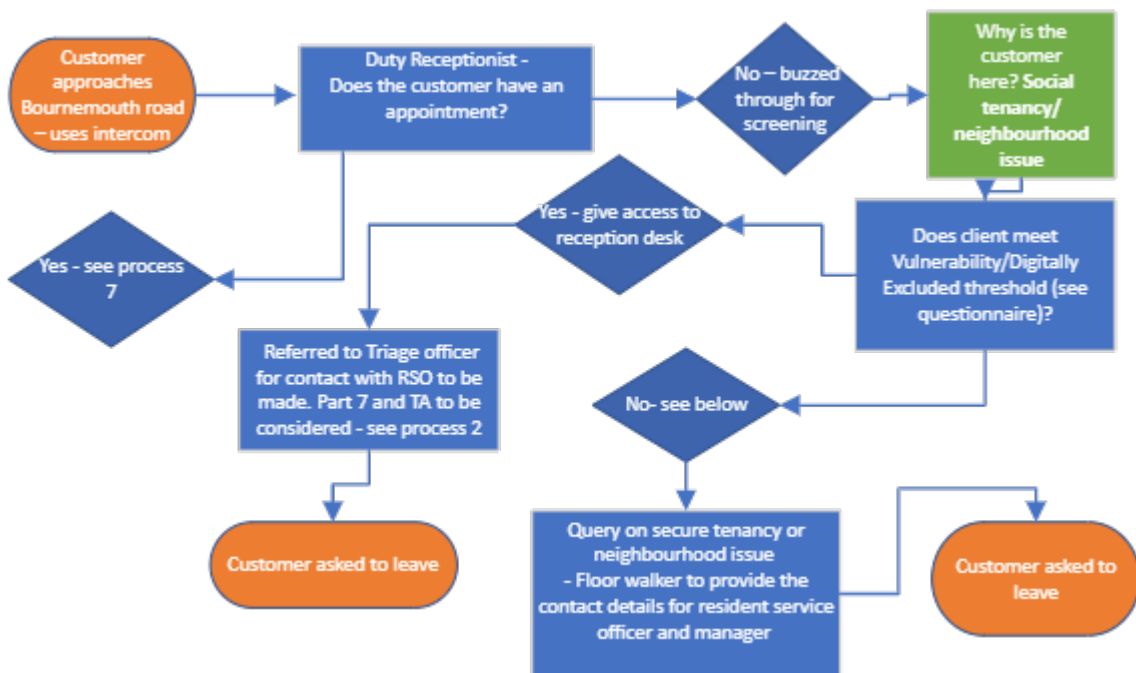 Customer
approaches
Bournemouth road
– uses intercom
Duty Receptionist -
Does the customer have an
appointment?
No – buzzed
through for
screening
Why is the
customer
here? Social
tenancy/
neighbourhood
issue
Yes - see process
7
Yes - give access to
reception desk
Does client meet
Vulnerability/Digitally
Excluded threshold (see
questionnaire)?
Referred to Triage officer
for contact with RSO to be
made. Part 7 and TA to be
considered - see process 2
No- see below
Customer asked to leave
Query on secure tenancy or
neighbourhood issue
- Floor walker to provide the
contact details for resident service
officer and manager
Customer asked to
leave